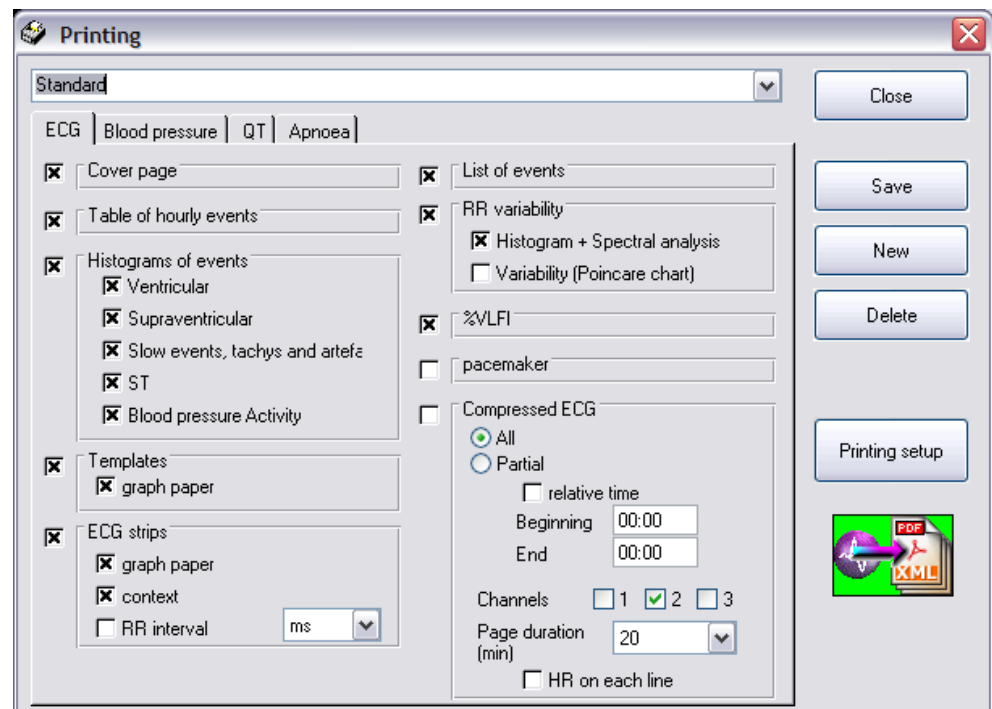 Printing
Standard
Close
ECG Blood pressure QT Apnoea
Cover page
Table of hourly events
Histograms of events
Ventricular
Supraventricular
Slow events, tachys and artefa
ST
Blood pressure Activity
Templates
graph paper
ECG strips
graph paper
context
RR interval ms
List of events
RR variability
Histogram + Spectral analysis
Variability (Poincare chart)
%VLFI
pacemaker
Compressed ECG
All
Partial
relative time
Beginning 00:00
End 00:00
Channels 1 2 3
Page duration
(min) 20
HR on each line
Save
New
Delete
Printing setup
PDF
XML